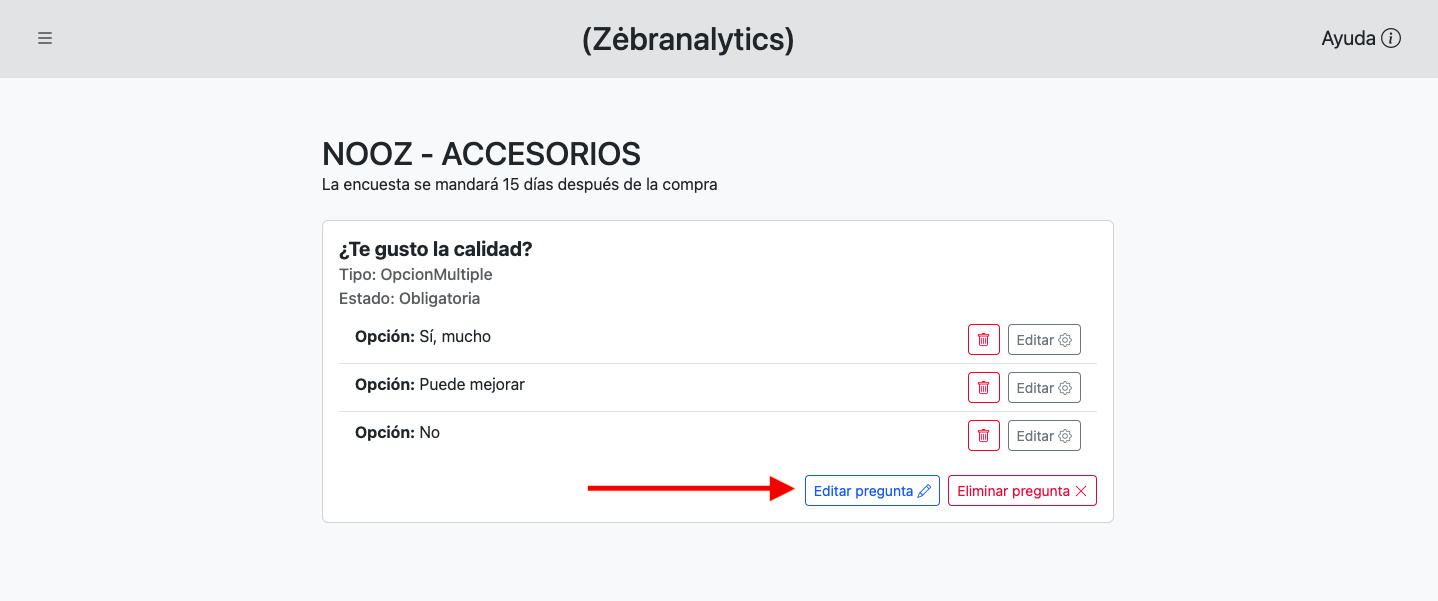 (Zėbranalytics)
Ayuda
NOOZ - ACCESORIOS
La encuesta se mandará 15 días después de la compra
¿Te gusto la calidad?
Tipo: OpcionMultiple
Estado: Obligatoria
Opción: Sí, mucho
Editar
Opción: Puede mejorar
Editar
Opción: No
Editar
Editar pregunta
Eliminar pregunta